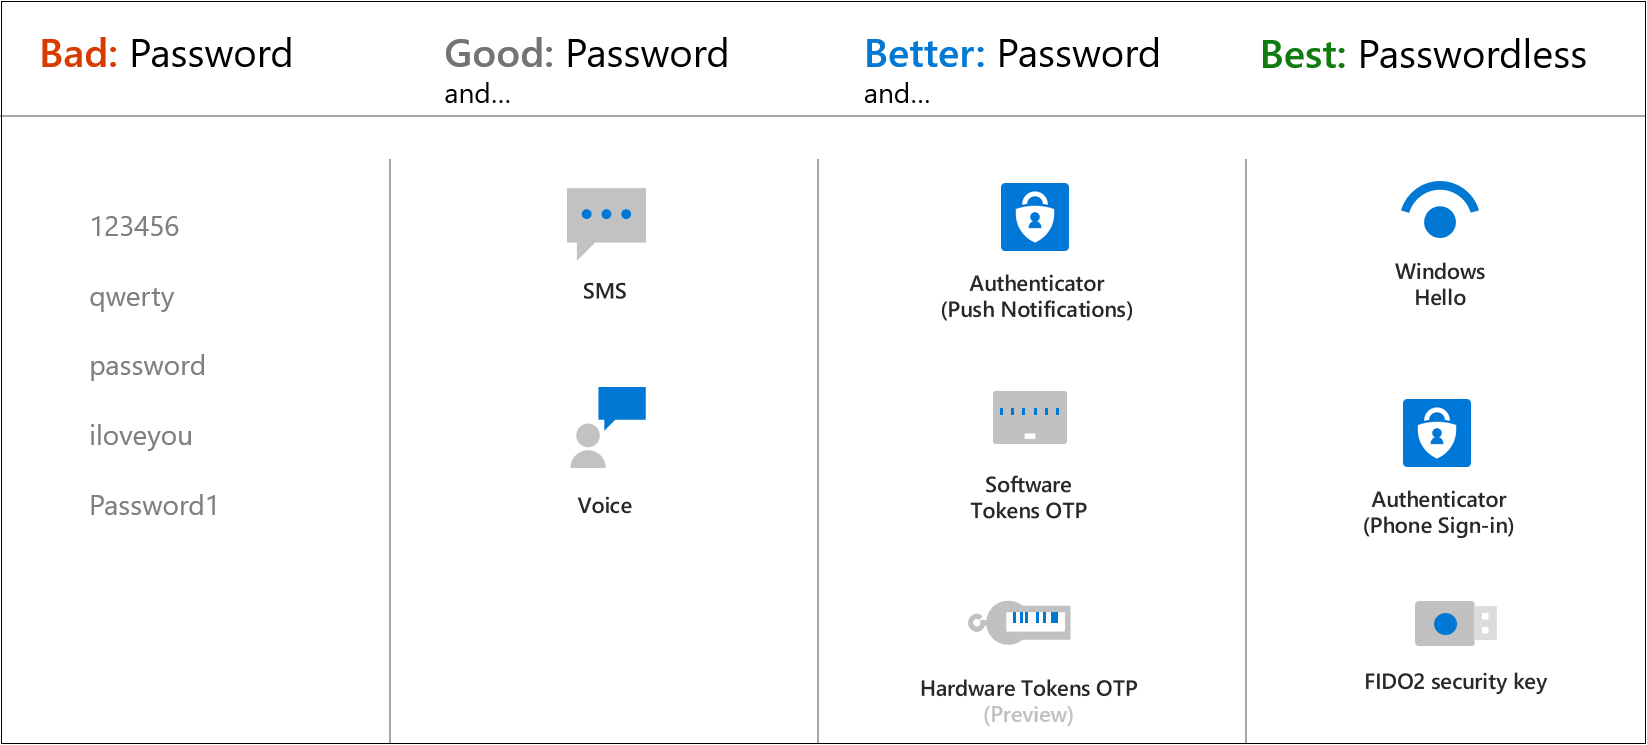 Bad: Password
Good: Password
and...
Better: Password
and...
Best: Passwordless
123456
qwerty
password
iloveyou
Password1
SMS
Voice
Authenticator
(Push Notifications)
Software
Tokens OTP
Hardware Tokens OTP
(Preview)
Windows
Hello
Authenticator
(Phone Sign-in)
FIDO2 security key